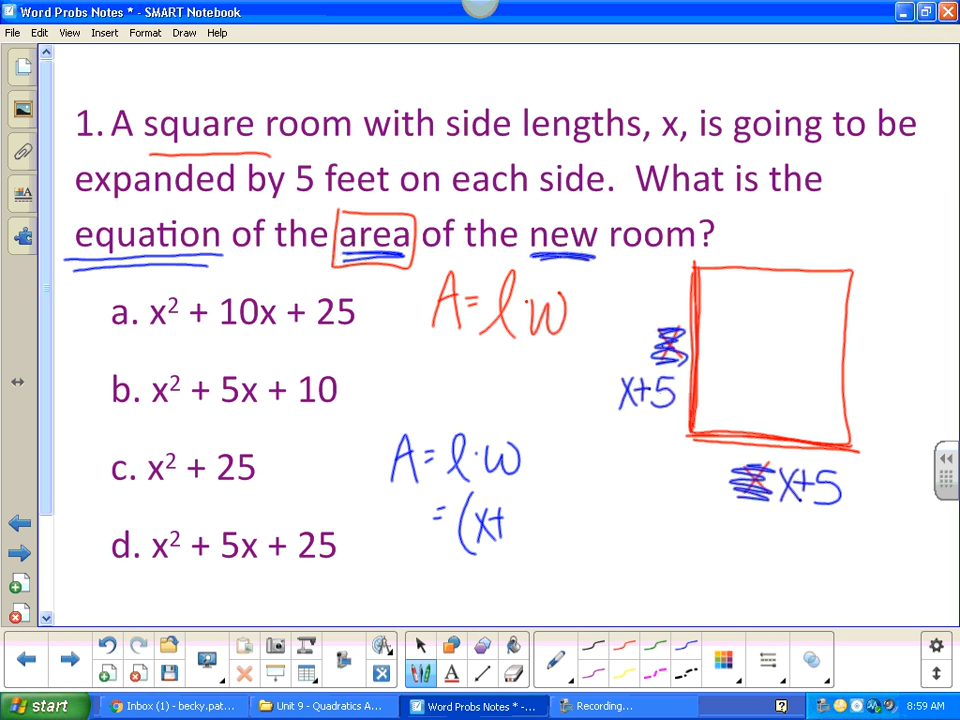 Word Probs Notes * - SMART Notebook
File Edit View Insert Format Draw Help
1. A square room with side lengths, x, is going to be
expanded by 5 feet on each side. What is the
equation of the area of the new room?
a. x² + 10x + 25
A = l · w
b. x² + 5x + 10
x+5
c. x² + 25
A = l · w
x+5
= (x+
d. x² + 5x + 25
start
Inbox (1) - becky.pat...
Unit 9 - Quadratics A...
Word Probs Notes * -...
Recording...
8:59 AM